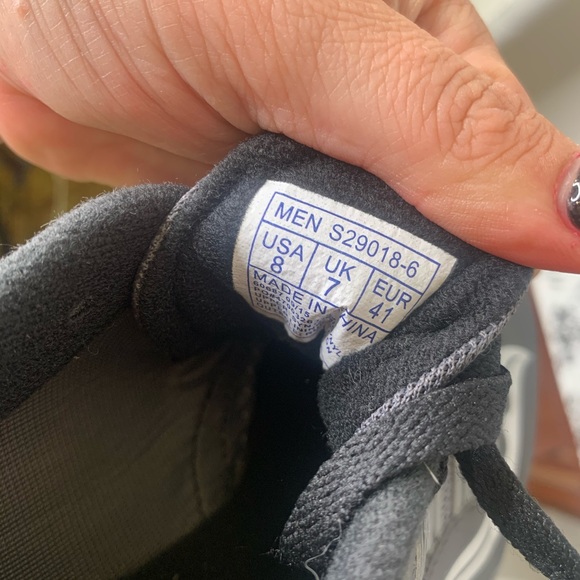 MEN S29018-6
USA UK EUR
8 7 41
MADE IN CHINA